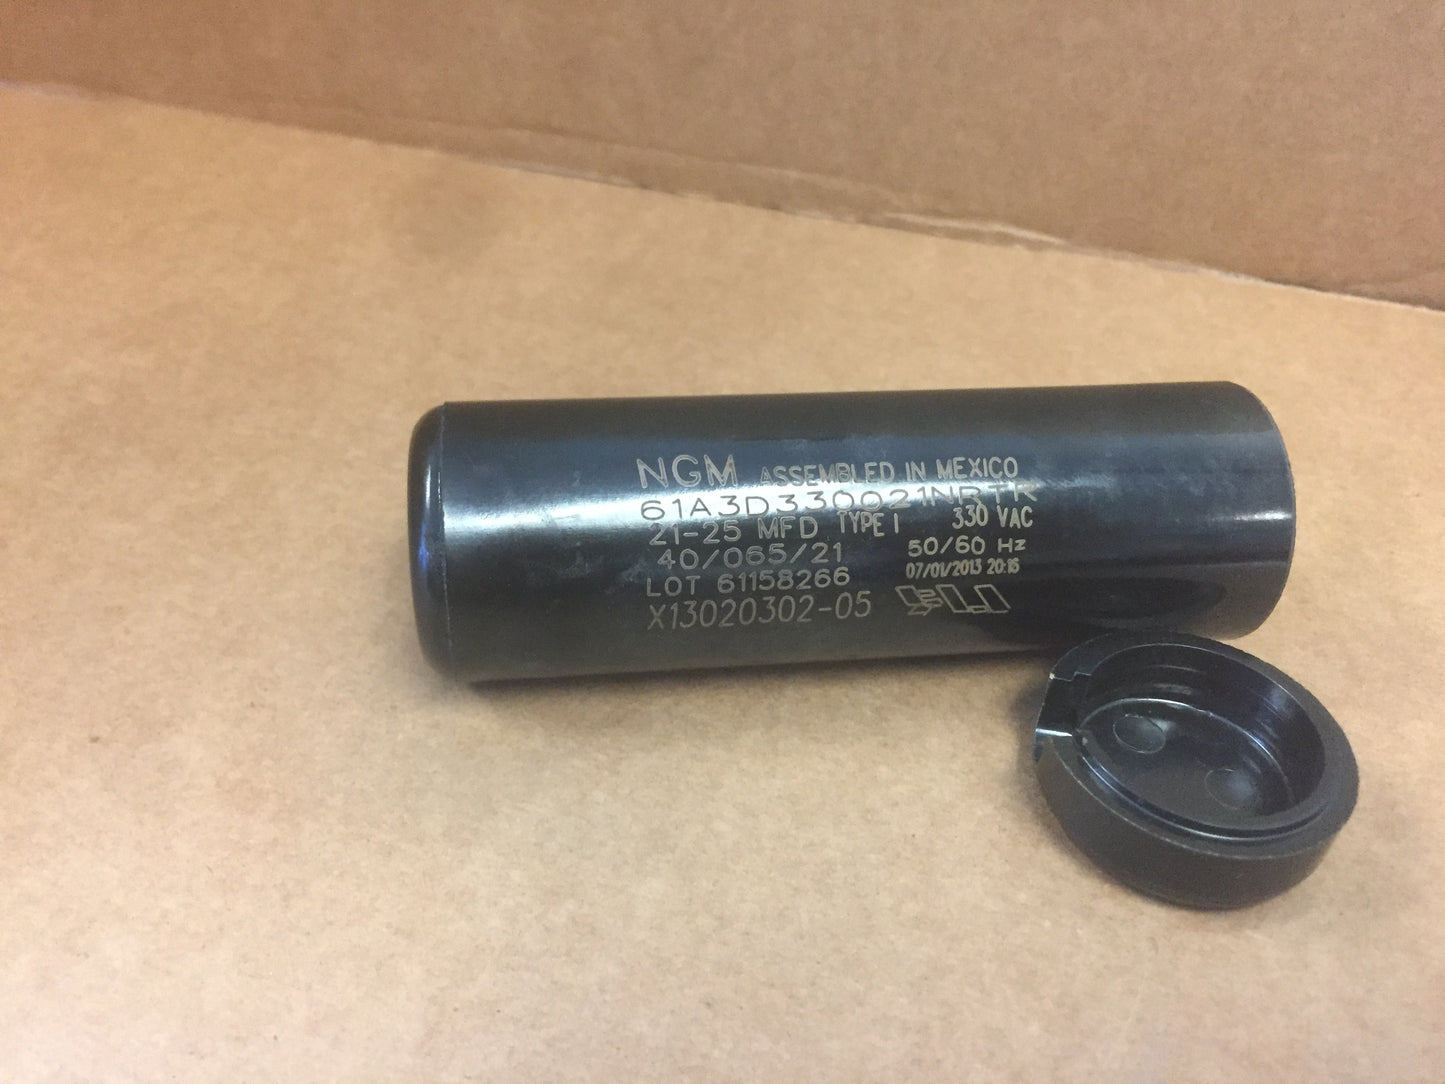 NGM ASSEMBLED IN MEXICO
61A3D330021NRTR
21-25 MFD TYPE I 330 VAC
40/065/21 50/60 Hz
LOT 61158266 07/01/2013 20:16
X13020302-05